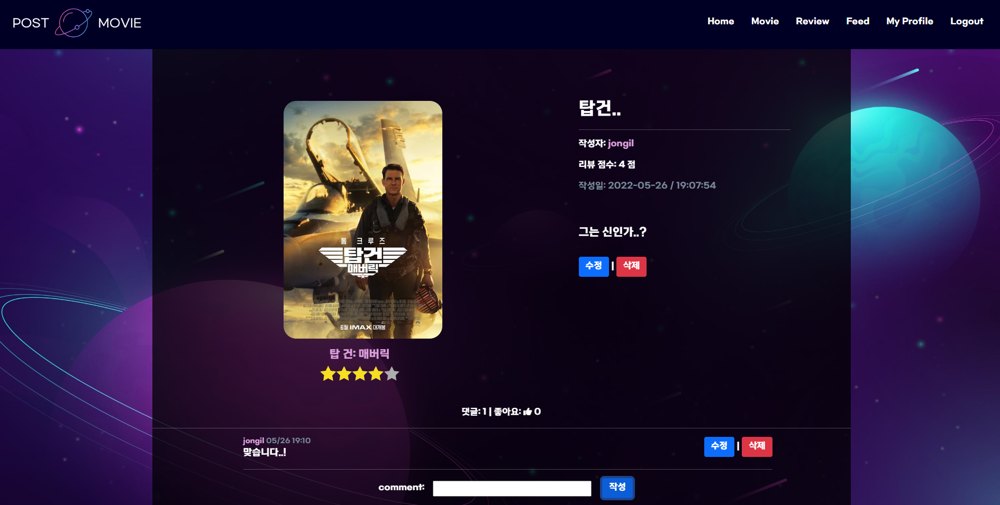 POST MOVIE
Home Movie Review Feed My Profile Logout
톰 크루즈
탑건
매버릭
6월 IMAX 대개봉
탑 건: 매버릭
탑건..
작성자: jongil
리뷰 점수: 4 점
작성일: 2022-05-26 / 19:07:54
그는 신인가..?
수정 | 삭제
댓글: 1 | 좋아요: 0
jongil 05/26 19:10
맞습니다..!
수정 | 삭제
comment: 작성